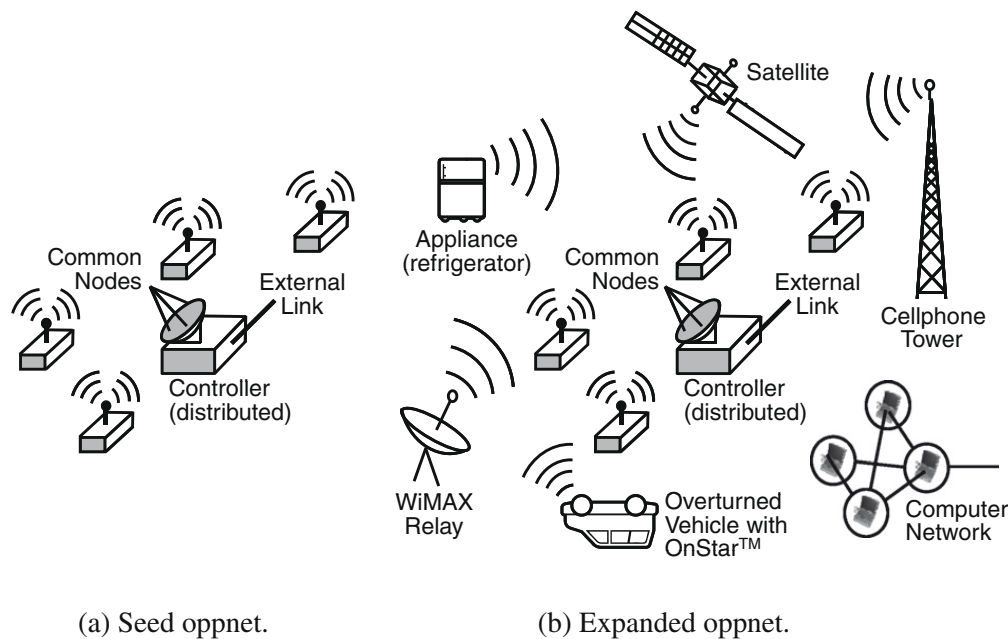 Common
Nodes
External
Link
Controller
(distributed)
(a) Seed oppnet.
Satellite
Appliance
(refrigerator)
Common
Nodes
External
Link
Cellphone
Tower
Controller
(distributed)
WiMAX
Relay
Overturned
Vehicle with
OnStar™
Computer
Network
(b) Expanded oppnet.